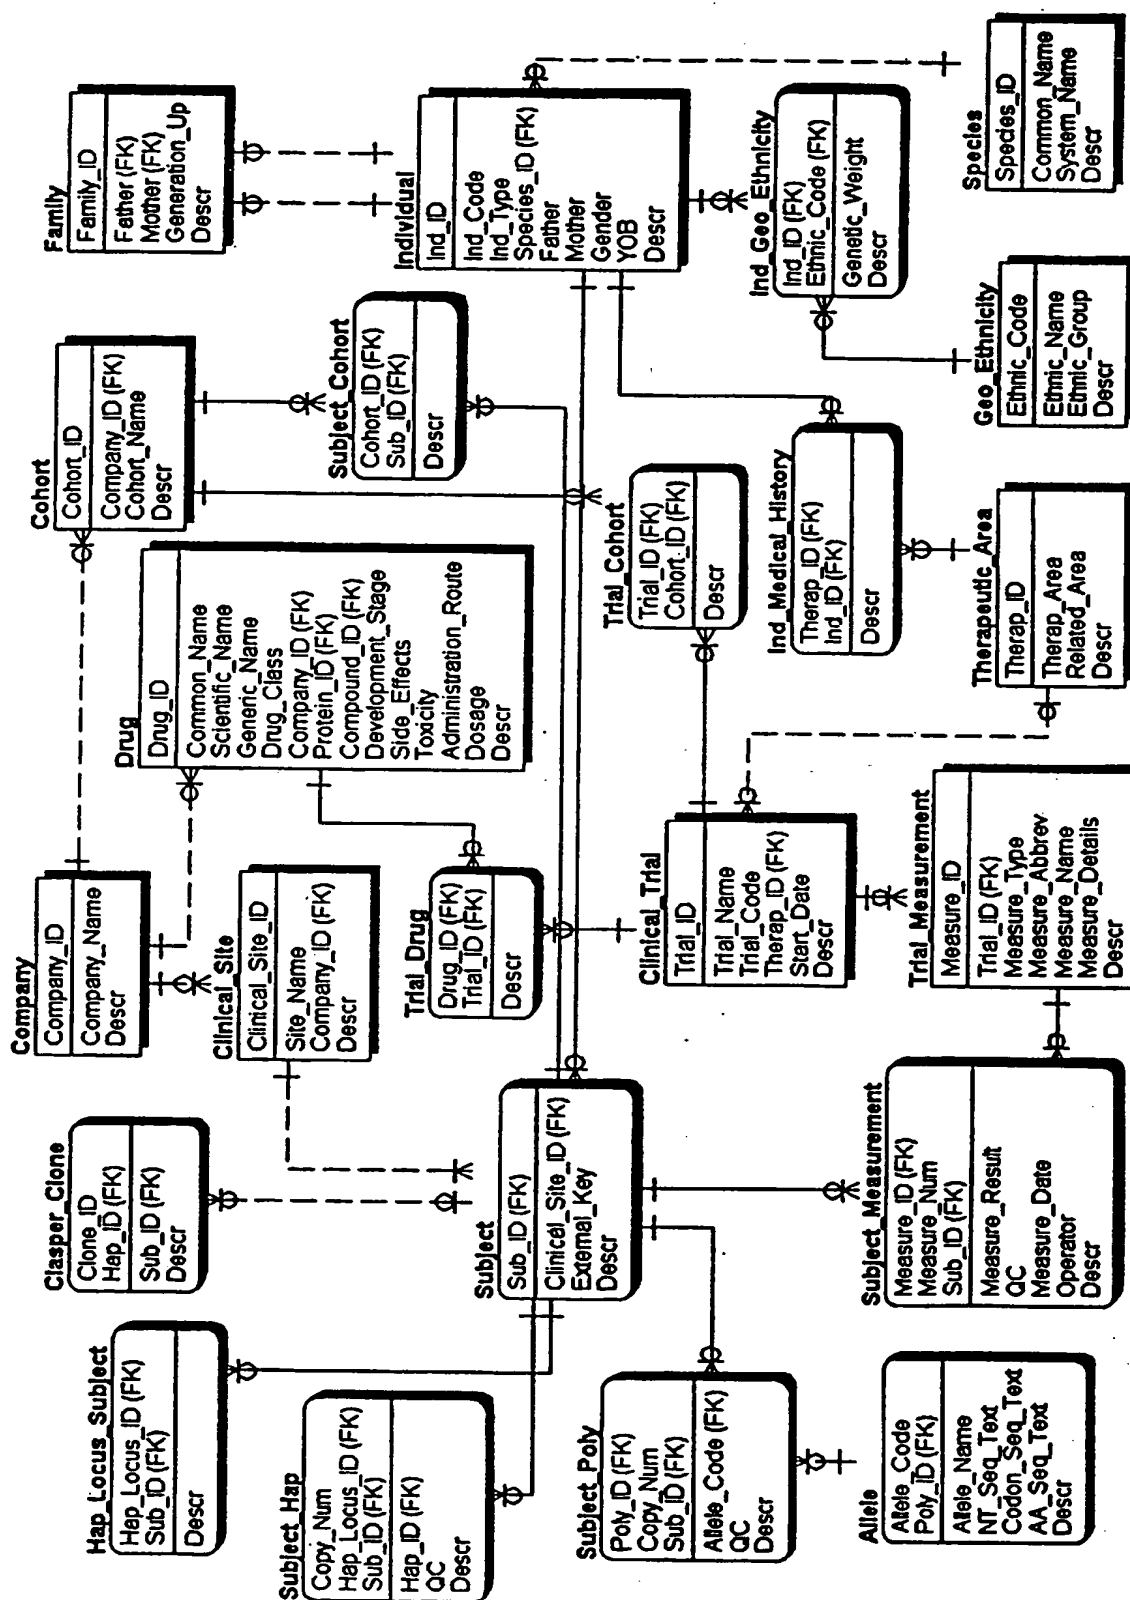 Family
Family_ID
Father (FK)
Mother (FK)
Generation_Up
Descr
Individual
Ind_ID
Ind_Code
Ind_Type
Species_ID (FK)
Father
Mother
Gender
YOB
Descr
Ind_Geo_Ethnicity
Ind_ID (FK)
Ethnic_Code (FK)
Genetic_Weight
Descr
Species
Species_ID
Common_Name
System_Name
Descr
Cohort
Cohort_ID
Company_ID (FK)
Cohort_Name
Descr
Subject_Cohort
Cohort_ID (FK)
Sub_ID (FK)
Descr
Geo_Ethnicity
Ethnic_Code
Ethnic_Name
Ethnic_Group
Descr
Drug
Drug_ID
Common_Name
Scientific_Name
Generic_Name
Drug_Class
Company_ID (FK)
Protein_ID (FK)
Compound_ID (FK)
Development_Stage
Side_Effects
Toxicity
Administration_Route
Dosage
Descr
Trial_Cohort
Trial_ID (FK)
Cohort_ID (FK)
Descr
Ind_Medical_History
Therap_ID (FK)
Ind_ID (FK)
Descr
Therapeutic_Area
Therap_ID
Therap_Area
Related_Area
Descr
Company
Company_ID
Company_Name
Descr
Clinical_Site
Clinical_Site_ID
Site_Name
Company_ID (FK)
Descr
Trial_Drug
Drug_ID (FK)
Trial_ID (FK)
Descr
Clinical_Trial
Trial_ID
Trial_Name
Trial_Code
Therap_ID (FK)
Start_Date
Descr
Trial_Measurement
Measure_ID
Trial_ID (FK)
Measure_Type
Measure_Abbrev
Measure_Name
Measure_Details
Descr
Clasper_Clone
Clone_ID
Hap_ID (FK)
Sub_ID (FK)
Descr
Subject
Sub_ID (FK)
Clinical_Site_ID (FK)
External_Key
Descr
Subject_Measurement
Measure_ID (FK)
Measure_Num
Sub_ID (FK)
Measure_Result
QC
Measure_Date
Operator
Descr
Hap_Locus_Subject
Hap_Locus_ID (FK)
Sub_ID (FK)
Descr
Subject_Hap
Copy_Num
Hap_Locus_ID (FK)
Sub_ID (FK)
Hap_ID (FK)
QC
Descr
Subject_Poly
Poly_ID (FK)
Copy_Num
Sub_ID (FK)
Allele_Code (FK)
QC
Descr
Allele
Allele_Code
Poly_ID (FK)
Allele_Name
NT_Seq_Text
Codon_Seq_Text
AA_Seq_Text
Descr